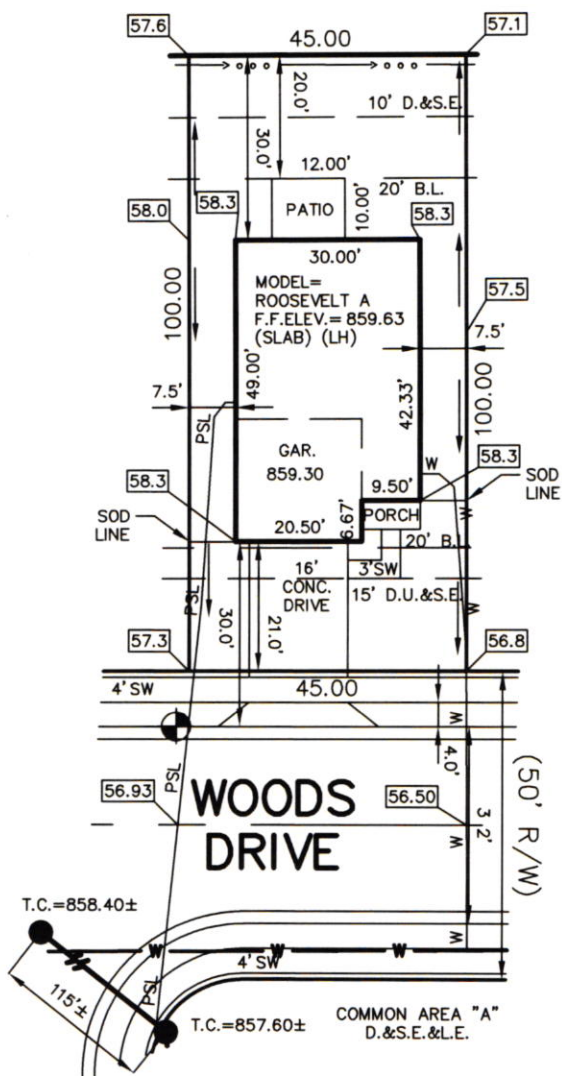 57.6
45.00
57.1
20.0'
10' D.&S.E.
30.0'
12.00'
20' B.L.
58.0
58.3
PATIO
10.00'
58.3
30.00'
MODEL=
ROOSEVELT A
F.F.ELEV.= 859.63
(SLAB) (LH)
57.5
100.00
7.5'
7.5'
49.00'
42.33'
100.00
PSL
GAR.
859.30
W
58.3
58.3
9.50'
SOD
LINE
SOD
LINE
W
20.50'
6.67'
PORCH
20' B.L
16'
CONC.
DRIVE
3'SW
15' D.U.&S.E.
PSL
30.0'
21.0'
W
57.3
56.8
4' SW
45.00
W
4.0'
PSL
(50' R/W)
WOODS
DRIVE
56.93
56.50
32'
W
W
T.C.=858.40±
W W W
4' SW
PSL
115'±
T.C.=857.60±
COMMON AREA "A"
D.&S.E.&L.E.